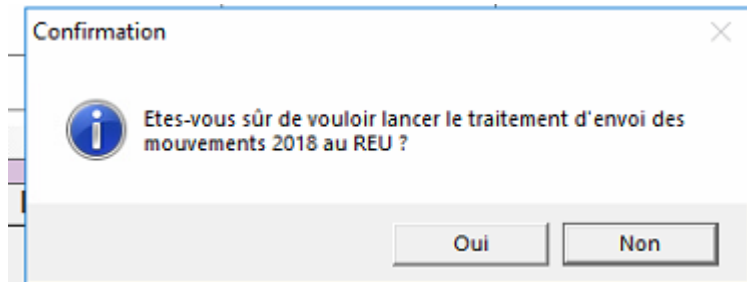 Confirmation
Etes-vous sûr de vouloir lancer le traitement d'envoi des
mouvements 2018 au REU ?
Oui
Non